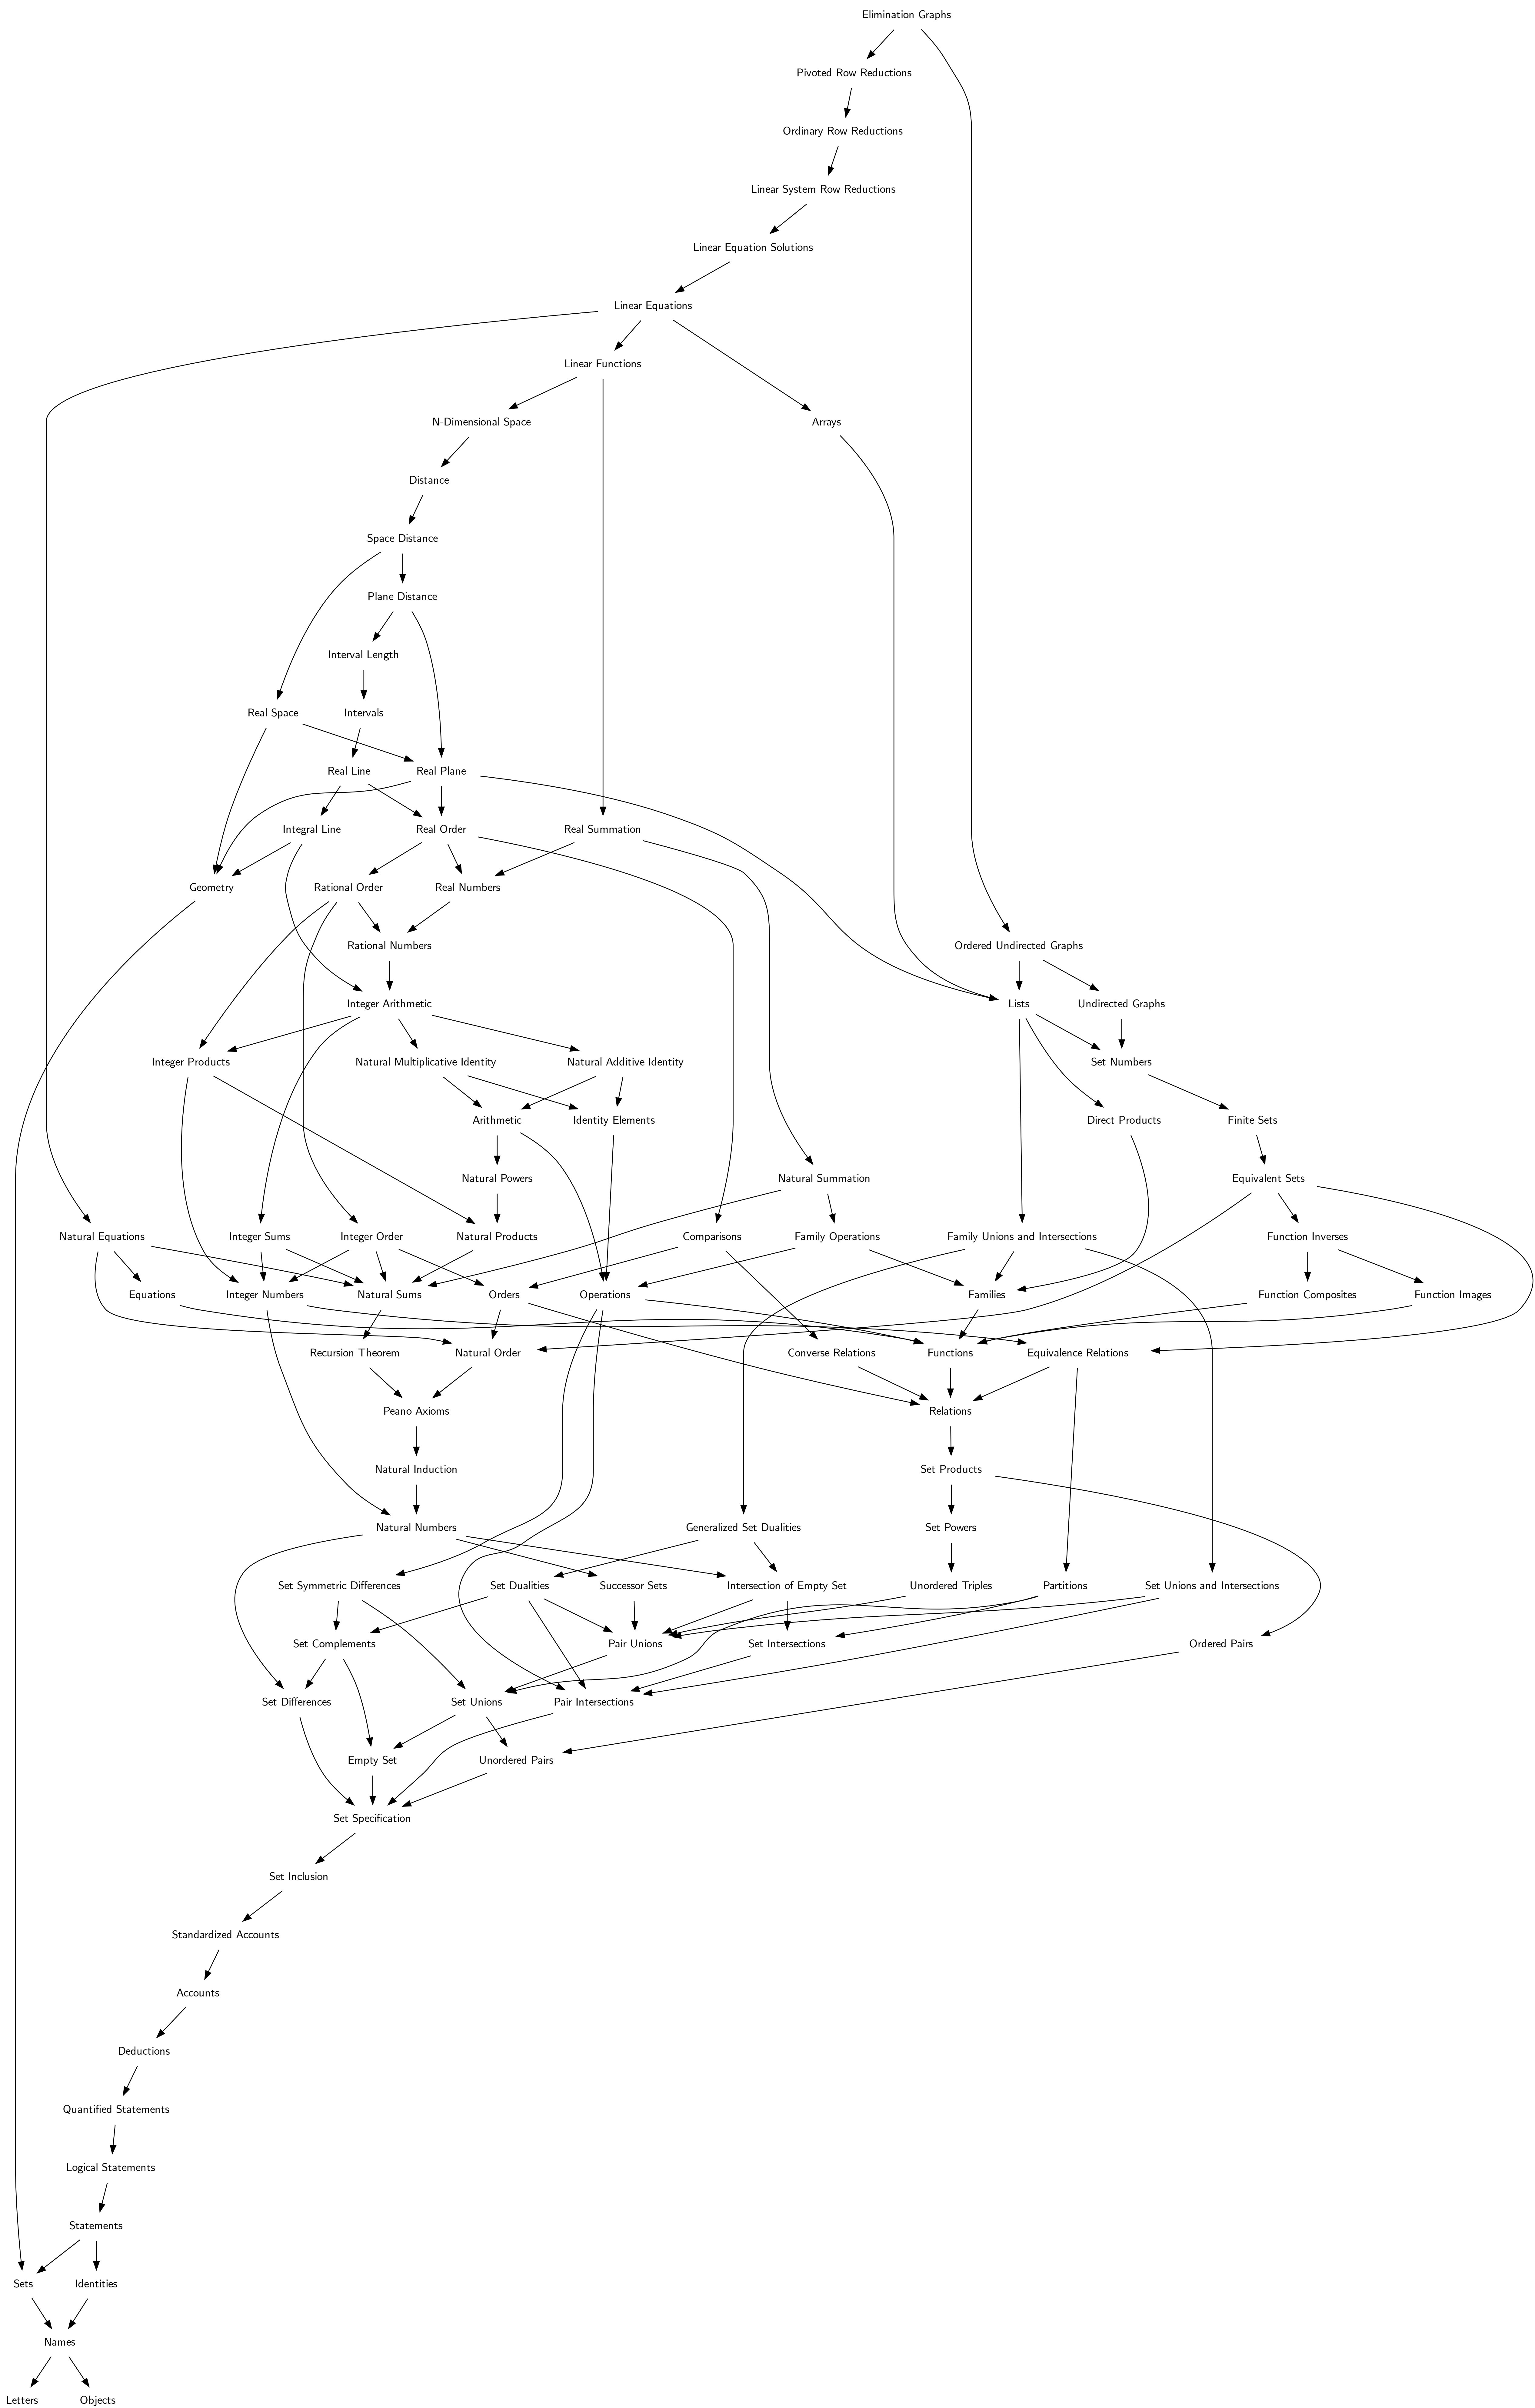 Elimination Graphs
Pivoted Row Reductions
Ordinary Row Reductions
Linear System Row Reductions
Linear Equation Solutions
Linear Equations
Linear Functions
N-Dimensional Space
Arrays
Distance
Space Distance
Plane Distance
Interval Length
Real Space
Intervals
Real Line
Real Plane
Integral Line
Real Order
Real Summation
Geometry
Rational Order
Real Numbers
Rational Numbers
Ordered Undirected Graphs
Integer Arithmetic
Lists
Undirected Graphs
Integer Products
Natural Multiplicative Identity
Natural Additive Identity
Set Numbers
Arithmetic
Identity Elements
Direct Products
Finite Sets
Natural Powers
Natural Summation
Equivalent Sets
Natural Equations
Integer Sums
Integer Order
Natural Products
Comparisons
Family Operations
Family Unions and Intersections
Function Inverses
Equations
Integer Numbers
Natural Sums
Orders
Operations
Families
Function Composites
Function Images
Recursion Theorem
Natural Order
Converse Relations
Functions
Equivalence Relations
Peano Axioms
Relations
Natural Induction
Set Products
Natural Numbers
Generalized Set Dualities
Set Powers
Set Symmetric Differences
Set Dualities
Successor Sets
Intersection of Empty Set
Unordered Triples
Partitions
Set Unions and Intersections
Set Complements
Pair Unions
Set Intersections
Ordered Pairs
Set Differences
Set Unions
Pair Intersections
Empty Set
Unordered Pairs
Set Specification
Set Inclusion
Standardized Accounts
Accounts
Deductions
Quantified Statements
Logical Statements
Statements
Sets
Identities
Names
Letters
Objects